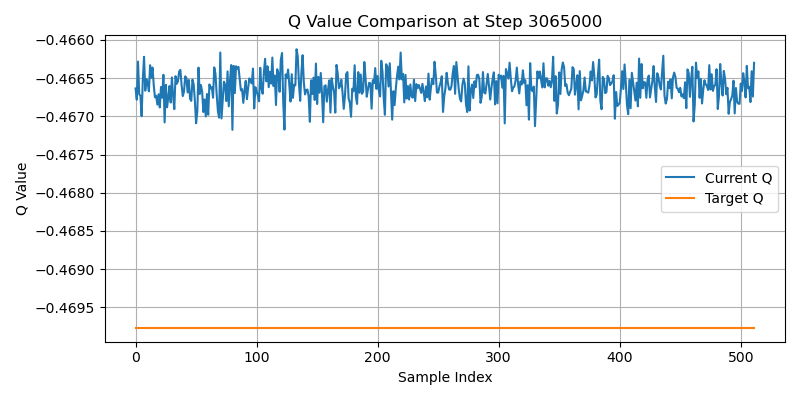 Q Value Comparison at Step 3065000
−0.4660
−0.4665
−0.4670
−0.4675
−0.4680
−0.4685
−0.4690
−0.4695
Q Value
Current Q
Target Q
0 100 200 300 400 500
Sample Index